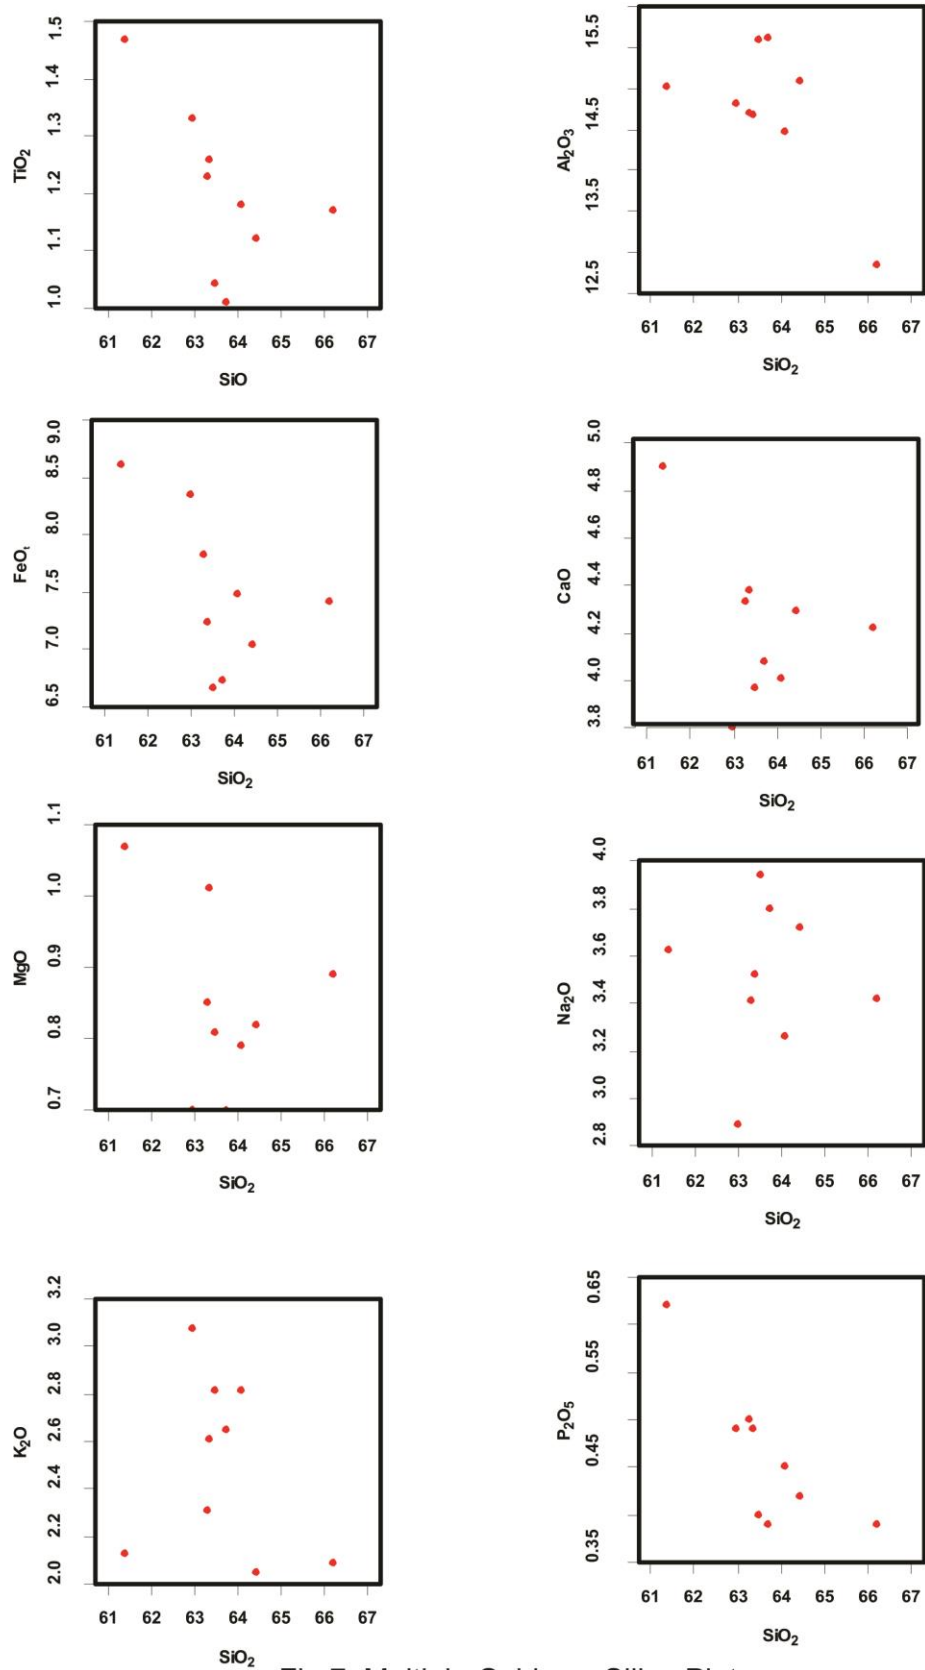 1.5
1.4
1.3
1.2
1.1
1.0
TiO2
61 62 63 64 65 66 67
SiO
15.5
14.5
13.5
12.5
Al2O3
61 62 63 64 65 66 67
SiO2
9.0
8.5
8.0
7.5
7.0
6.5
FeOt
61 62 63 64 65 66 67
SiO2
5.0
4.8
4.6
4.4
4.2
4.0
3.8
CaO
61 62 63 64 65 66 67
SiO2
1.1
1.0
0.9
0.8
0.7
MgO
61 62 63 64 65 66 67
SiO2
4.0
3.8
3.6
3.4
3.2
3.0
2.8
Na2O
61 62 63 64 65 66 67
SiO2
3.2
3.0
2.8
2.6
2.4
2.2
2.0
K2O
61 62 63 64 65 66 67
SiO2
0.65
0.55
0.45
0.35
P2O5
61 62 63 64 65 66 67
SiO2